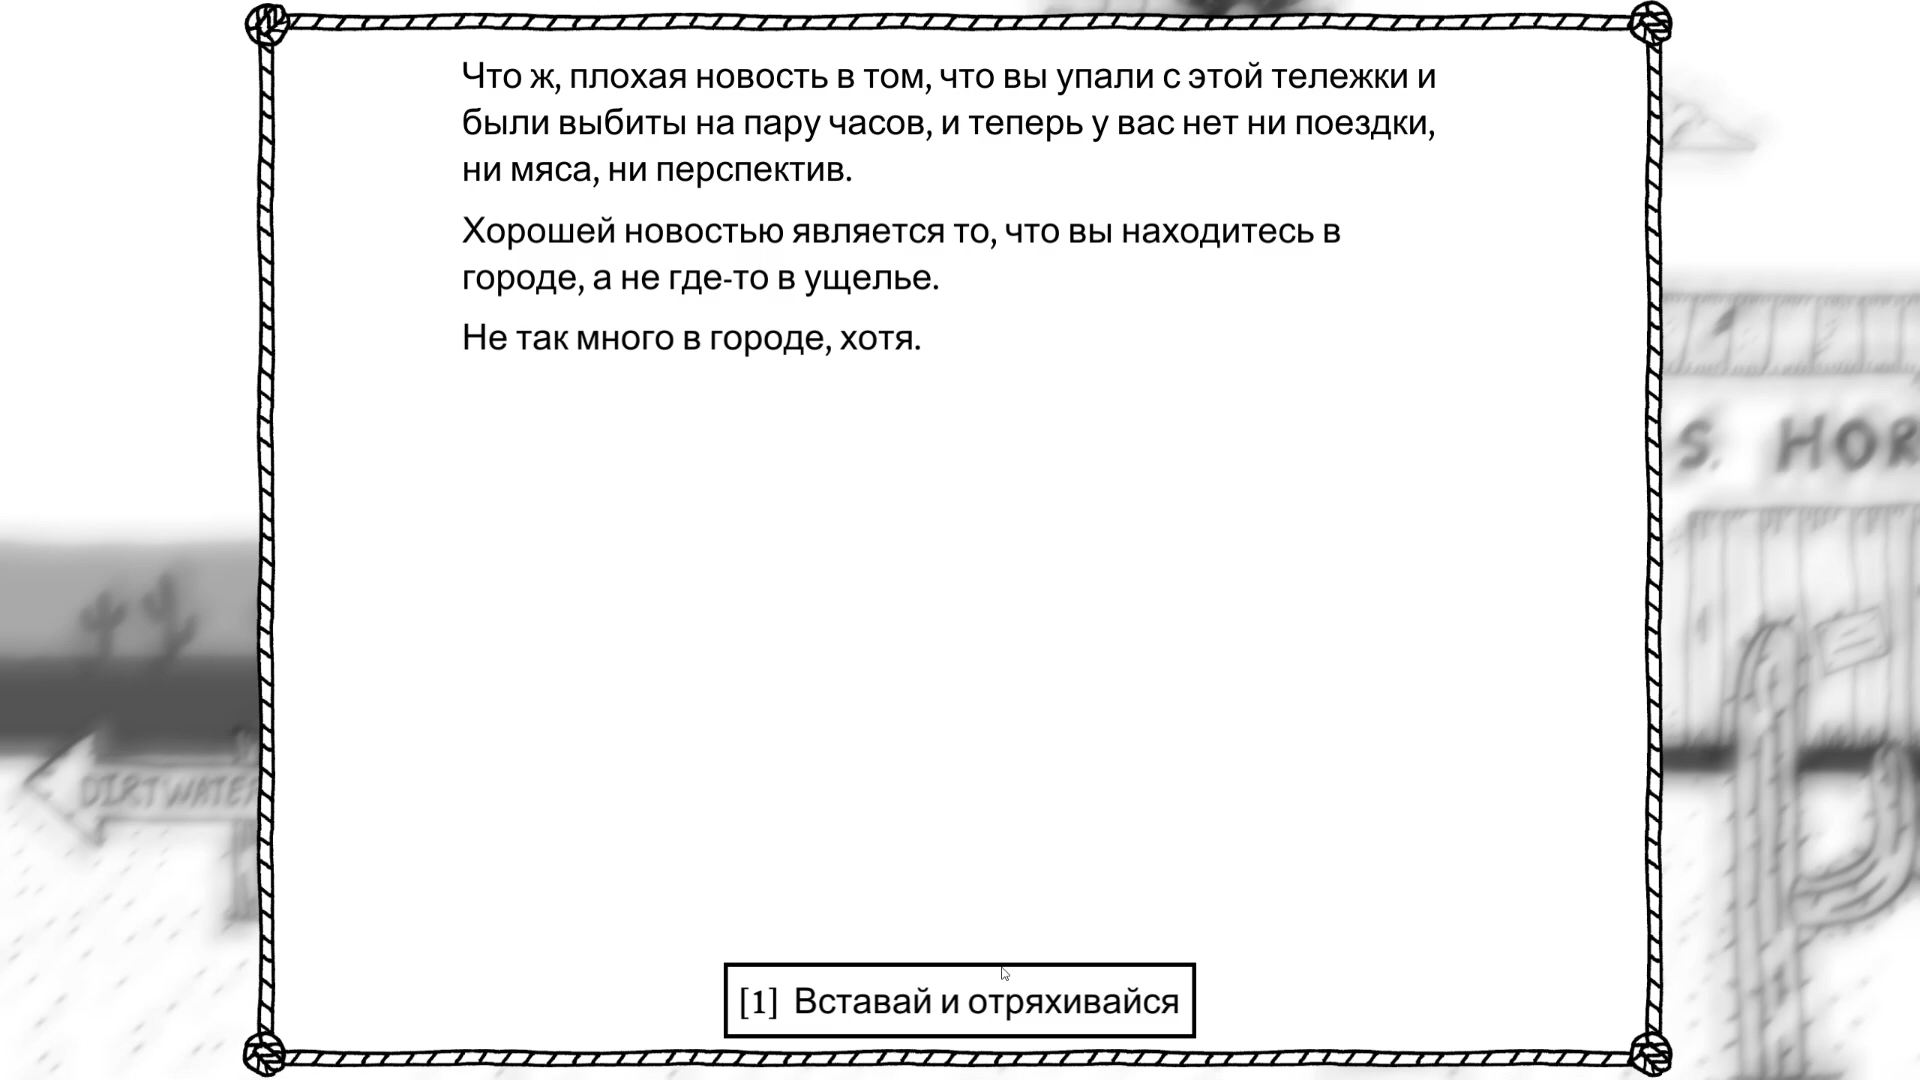 Что ж, плохая новость в том, что вы упали с этой тележки и
были выбиты на пару часов, и теперь у вас нет ни поездки,
ни мяса, ни перспектив.
Хорошей новостью является то, что вы находитесь в
городе, а не где-то в ущелье.
Не так много в городе, хотя.
S. HOR
DIRTWATER
[1] Вставай и отряхивайся